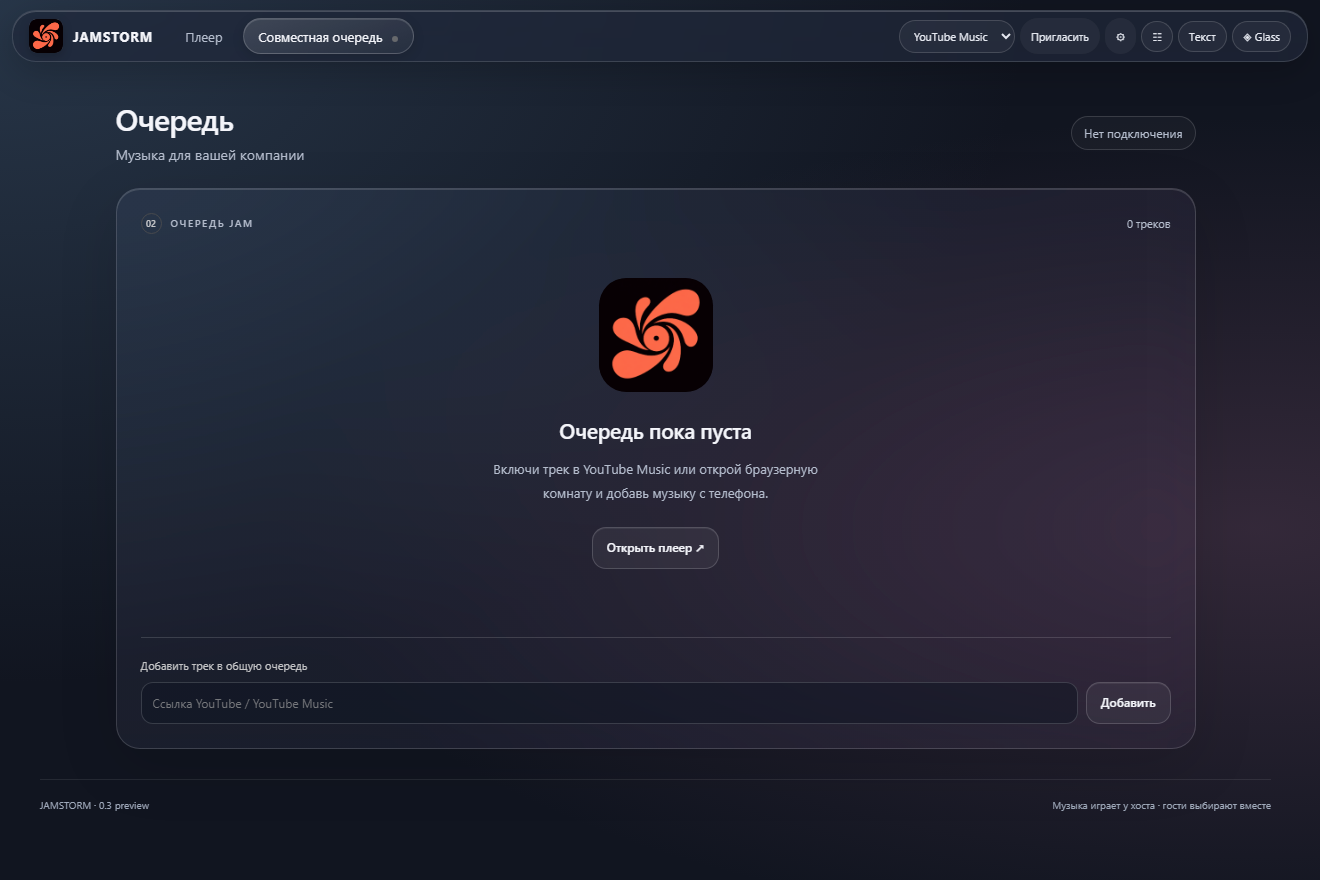 JAMSTORM
Плеер
Совместная очередь
YouTube Music
Пригласить
Текст
◈ Glass
Очередь
Музыка для вашей компании
Нет подключения
02 ОЧЕРЕДЬ JAM
0 треков
Очередь пока пуста
Включи трек в YouTube Music или открой браузерную
комнату и добавь музыку с телефона.
Открыть плеер ↗
Добавить трек в общую очередь
Ссылка YouTube / YouTube Music
Добавить
JAMSTORM · 0.3 preview
Музыка играет у хоста · гости выбирают вместе